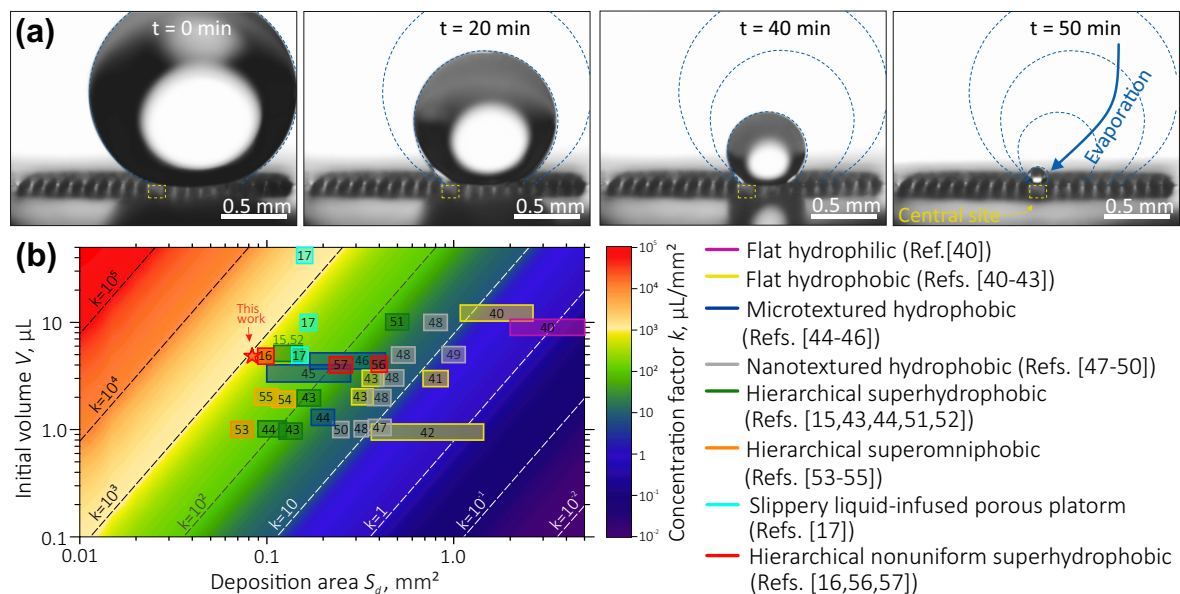 (a)
t = 0 min
t = 20 min
t = 40 min
t = 50 min
Evaporation
Central site
0.5 mm
0.5 mm
0.5 mm
0.5 mm
(b)
Initial volume V, µL
10
1.0
0.1
0.01
0.1
1.0
Deposition area S_d, mm²
k=10⁵
k=10⁴
k=10³
k=10²
k=10
k=1
k=10⁻¹
k=10⁻²
This
work
17
17
40
40
51
48
15,52
16
17
57
46
56
48
49
45
43
48
41
55
54
43
43
48
44
53
44
43
50
48
47
42
10⁵
10⁴
10³
10²
10
1
10⁻¹
10⁻²
Concentration factor k, µL/mm²
Flat hydrophilic (Ref.[40])
Flat hydrophobic (Refs. [40-43])
Microtextured hydrophobic
(Refs. [44-46])
Nanotextured hydrophobic (Refs. [47-50])
Hierarchical superhydrophobic
(Refs. [15,43,44,51,52])
Hierarchical superomniphobic
(Refs. [53-55])
Slippery liquid-infused porous platorm
(Refs. [17])
Hierarchical nonuniform superhydrophobic
(Refs. [16,56,57])